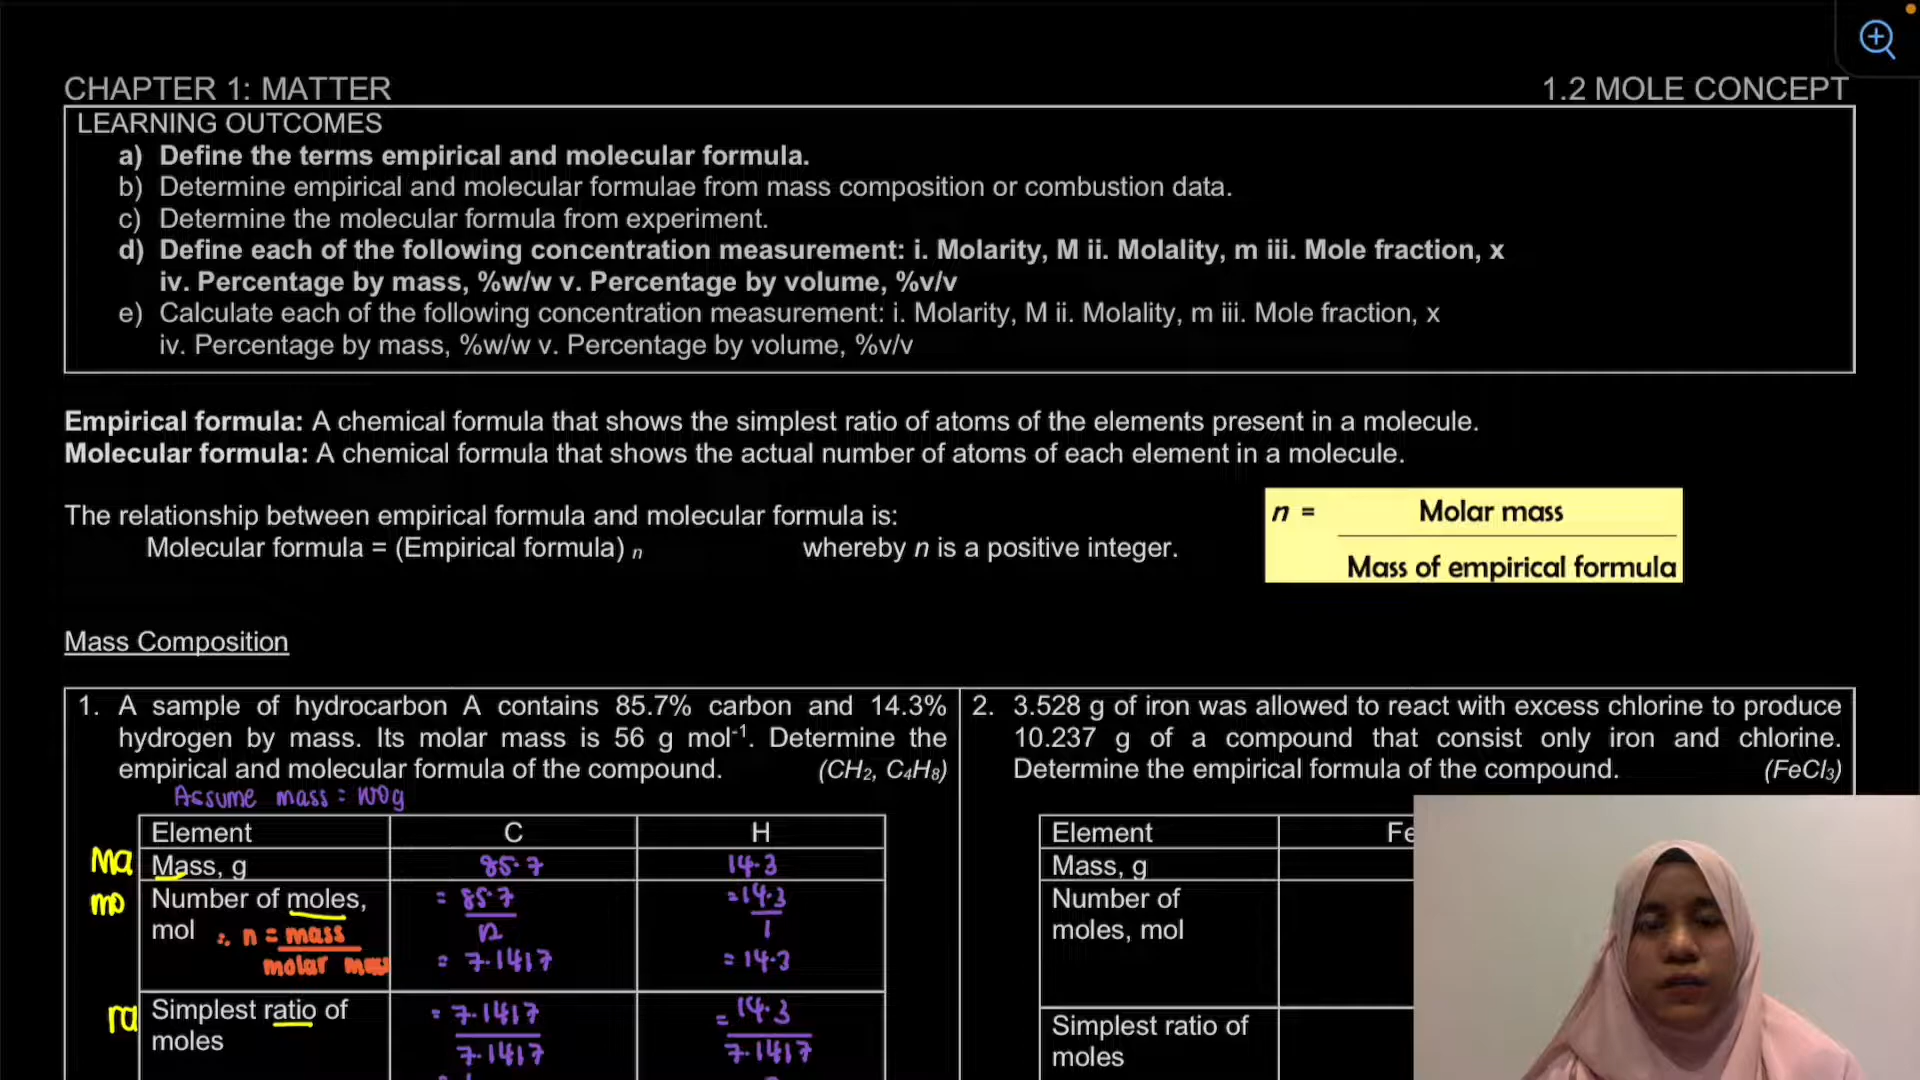 CHAPTER 1: MATTER 1.2 MOLE CONCEPT
LEARNING OUTCOMES
a) Define the terms empirical and molecular formula.
b) Determine empirical and molecular formulae from mass composition or combustion data.
c) Determine the molecular formula from experiment.
d) Define each of the following concentration measurement: i. Molarity, M ii. Molality, m iii. Mole fraction, x
iv. Percentage by mass, %w/w v. Percentage by volume, %v/v
e) Calculate each of the following concentration measurement: i. Molarity, M ii. Molality, m iii. Mole fraction, x
iv. Percentage by mass, %w/w v. Percentage by volume, %v/v
Empirical formula: A chemical formula that shows the simplest ratio of atoms of the elements present in a molecule.
Molecular formula: A chemical formula that shows the actual number of atoms of each element in a molecule.
The relationship between empirical formula and molecular formula is:
Molecular formula = (Empirical formula) n whereby n is a positive integer.
n = Molar mass
Mass of empirical formula
Mass Composition
1. A sample of hydrocarbon A contains 85.7% carbon and 14.3%
hydrogen by mass. Its molar mass is 56 g mol⁻¹. Determine the
empirical and molecular formula of the compound. (CH₂, C₄H₈)
Assume mass = 100g
Element C H
Ma Mass, g 85.7 14.3
mo Number of moles, = 85.7 = 14.3
mol ∴ n = mass 12 1
molar mass = 7.1417 = 14.3
ra Simplest ratio of = 7.1417 = 14.3
moles 7.1417 7.1417
2. 3.528 g of iron was allowed to react with excess chlorine to produce
10.237 g of a compound that consist only iron and chlorine.
Determine the empirical formula of the compound. (FeCl₃)
Element Fe
Mass, g
Number of
moles, mol
Simplest ratio of
moles